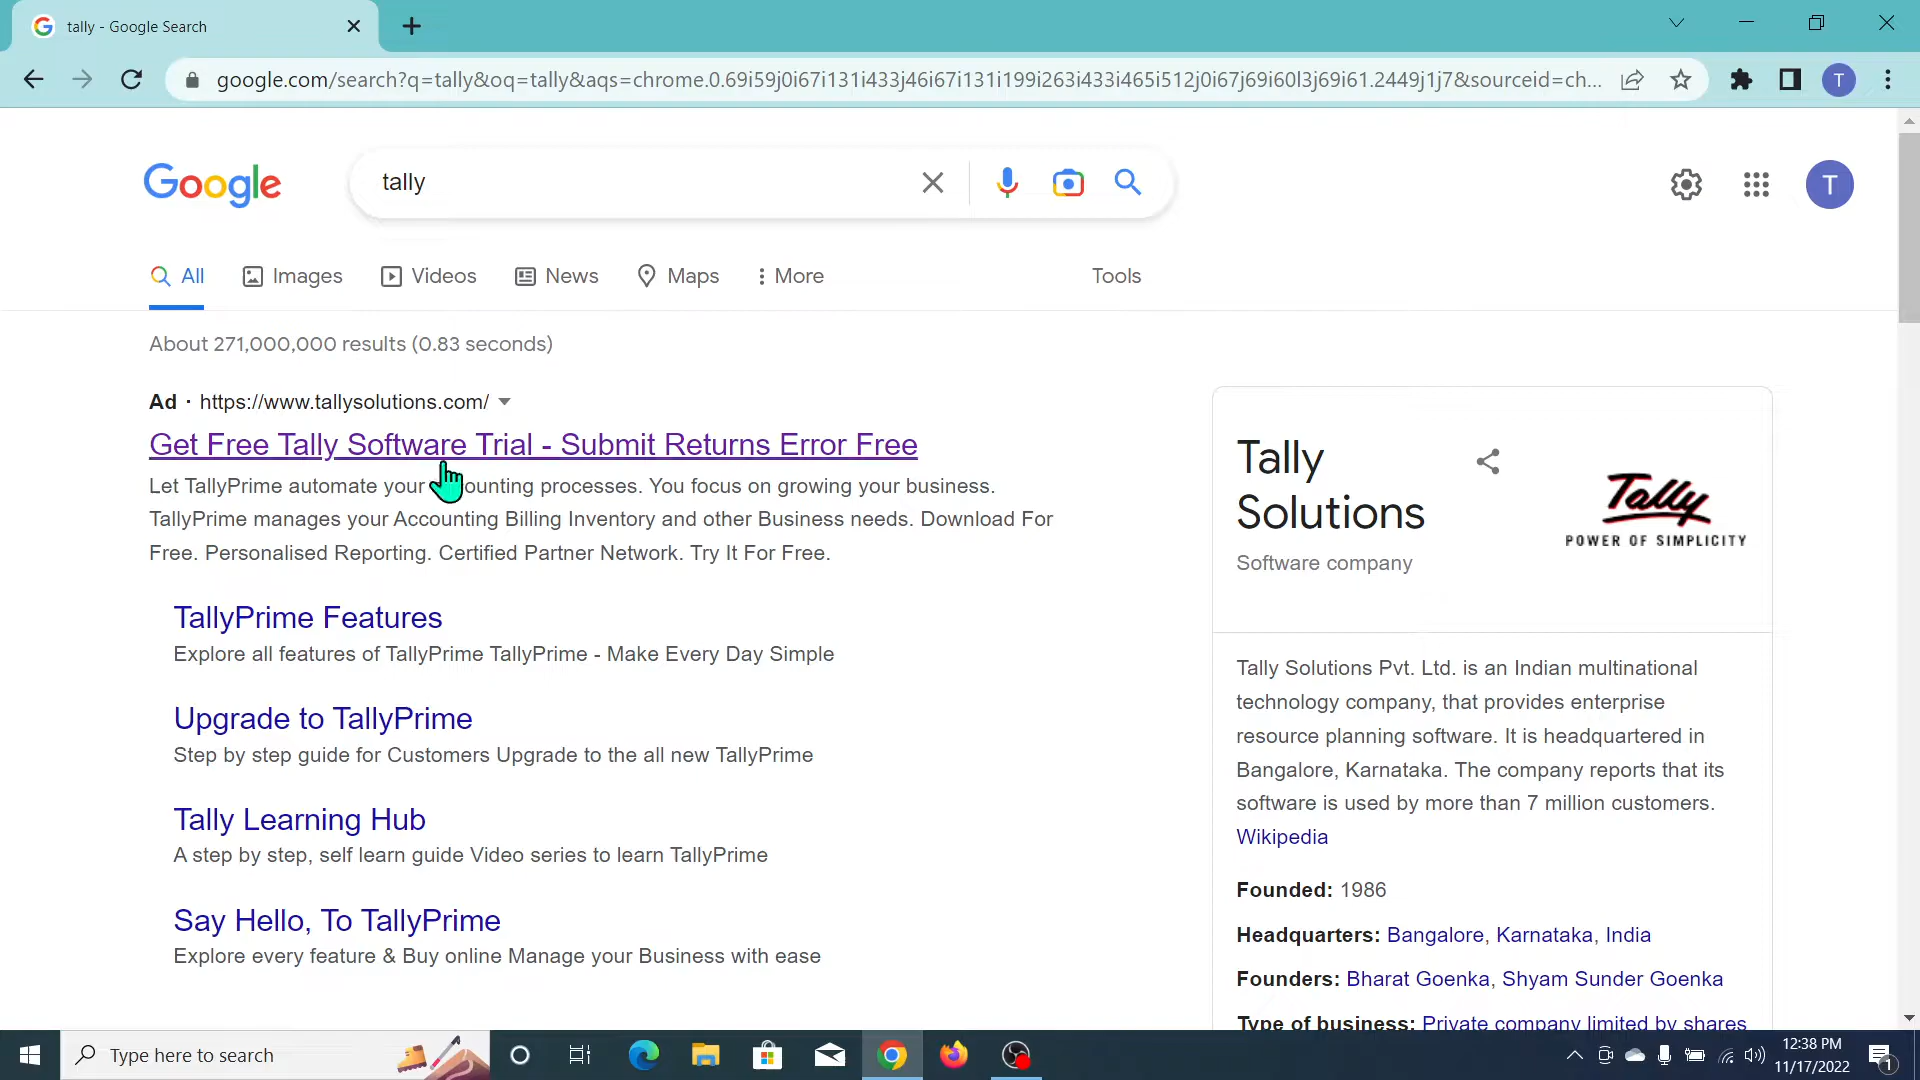 tally - Google Search
google.com/search?q=tally&oq=tally&aqs=chrome.0.69i59j0i67i131i433j46i67i131i199i263i433i465i512j0i67j69i60l3j69i61.2449j1j7&sourceid=ch...
T
Google
tally
T
All
Images
Videos
News
Maps
More
Tools
About 271,000,000 results (0.83 seconds)
Ad · https://www.tallysolutions.com/
Get Free Tally Software Trial - Submit Returns Error Free
Let TallyPrime automate your ounting processes. You focus on growing your business.
TallyPrime manages your Accounting Billing Inventory and other Business needs. Download For
Free. Personalised Reporting. Certified Partner Network. Try It For Free.
TallyPrime Features
Explore all features of TallyPrime TallyPrime - Make Every Day Simple
Upgrade to TallyPrime
Step by step guide for Customers Upgrade to the all new TallyPrime
Tally Learning Hub
A step by step, self learn guide Video series to learn TallyPrime
Say Hello, To TallyPrime
Explore every feature & Buy online Manage your Business with ease
Tally
Solutions
Software company
Tally
POWER OF SIMPLICITY
Tally Solutions Pvt. Ltd. is an Indian multinational
technology company, that provides enterprise
resource planning software. It is headquartered in
Bangalore, Karnataka. The company reports that its
software is used by more than 7 million customers.
Wikipedia
Founded: 1986
Headquarters: Bangalore, Karnataka, India
Founders: Bharat Goenka, Shyam Sunder Goenka
Type of business: Private company limited by shares
Type here to search
12:38 PM
11/17/2022
1